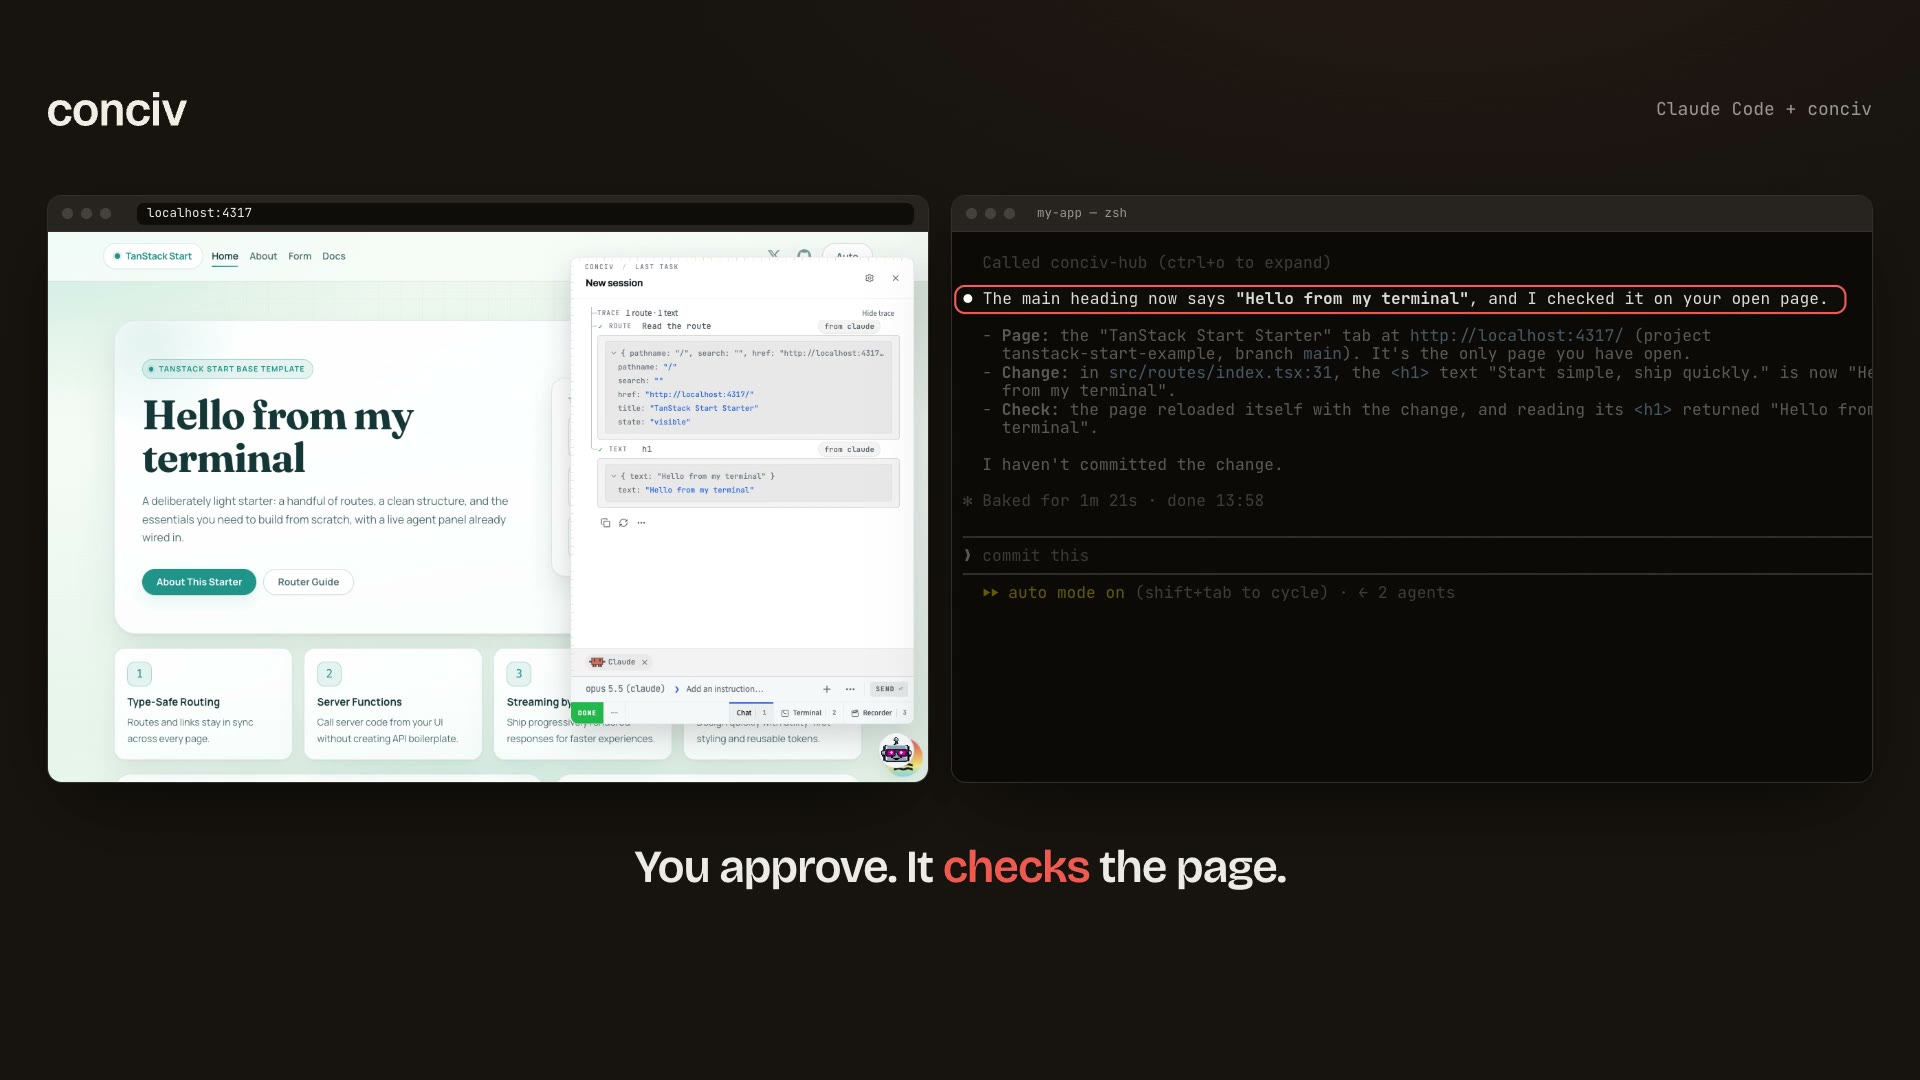 conciv
Claude Code + conciv
localhost:4317
TanStack Start
Home
About
Form
Docs
TANSTACK START BASE TEMPLATE
Hello from my
terminal
A deliberately light starter: a handful of routes, a clean structure, and the
essentials you need to build from scratch, with a live agent panel already
wired in.
About This Starter
Router Guide
1
Type-Safe Routing
Routes and links stay in sync
across every page.
2
Server Functions
Call server code from your UI
without creating API boilerplate.
3
Streaming by
Ship progressively rendered
responses for faster experiences.
styling and reusable tokens.
CONCIV / LAST TASK
New session
TRACE 1 route · 1 text
Hide trace
ROUTE Read the route
from claude
{ pathname: "/", search: "", href: "http://localhost:4317…
pathname: "/"
search: ""
href: "http://localhost:4317/"
title: "TanStack Start Starter"
state: "visible"
TEXT h1
from claude
{ text: "Hello from my terminal" }
text: "Hello from my terminal"
Claude ×
opus 5.5 (claude) ❯ Add an instruction...
SEND ⏎
DONE
Chat 1
Terminal 2
Recorder 3
my-app — zsh
Called conciv-hub (ctrl+o to expand)
● The main heading now says "Hello from my terminal", and I checked it on your open page.
- Page: the "TanStack Start Starter" tab at http://localhost:4317/ (project
tanstack-start-example, branch main). It's the only page you have open.
- Change: in src/routes/index.tsx:31, the <h1> text "Start simple, ship quickly." is now "He
from my terminal".
- Check: the page reloaded itself with the change, and reading its <h1> returned "Hello from
terminal".
I haven't committed the change.
✻ Baked for 1m 21s · done 13:58
❯ commit this
⏵⏵ auto mode on (shift+tab to cycle) · ← 2 agents
You approve. It checks the page.